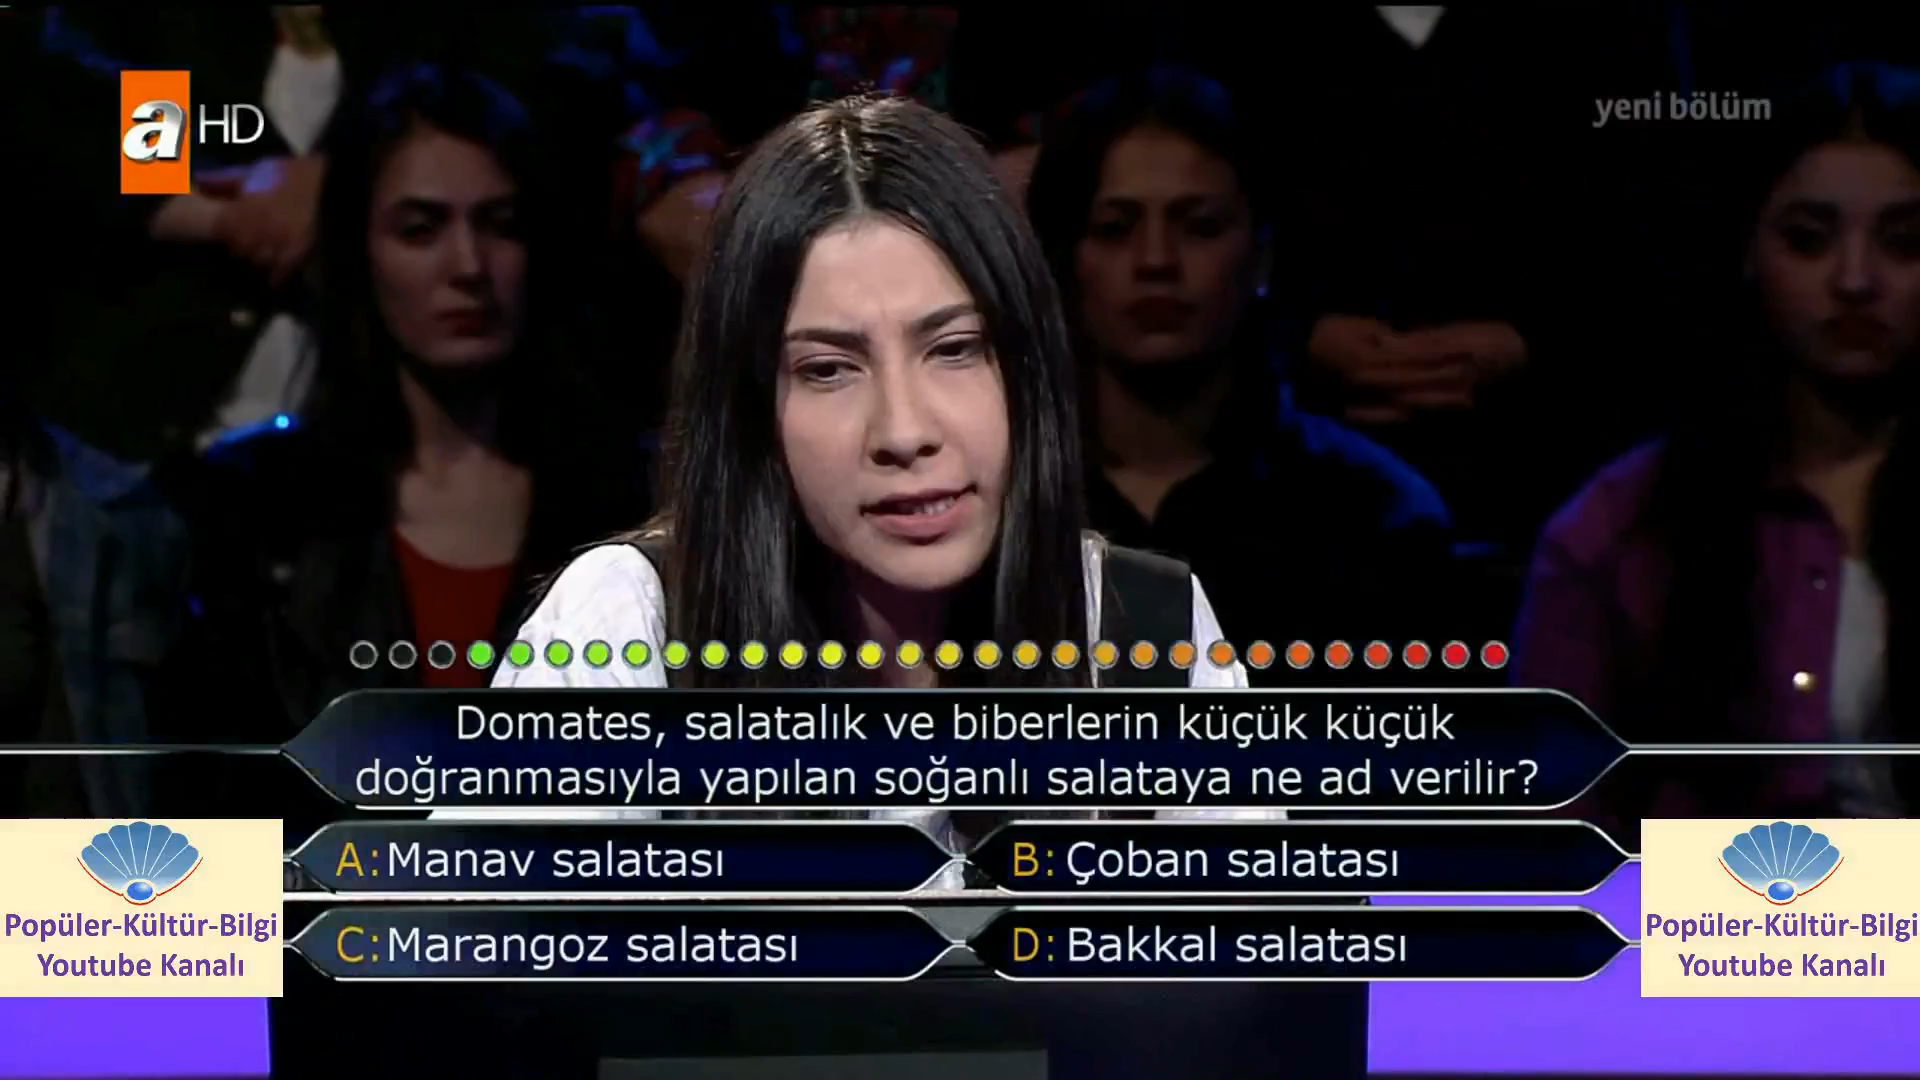 a HD
yeni bölüm
Domates, salatalık ve biberlerin küçük küçük
doğranmasıyla yapılan soğanlı salataya ne ad verilir?
A: Manav salatası
B: Çoban salatası
C: Marangoz salatası
D: Bakkal salatası
Popüler-Kültür-Bilgi
Youtube Kanalı
Popüler-Kültür-Bilgi
Youtube Kanalı